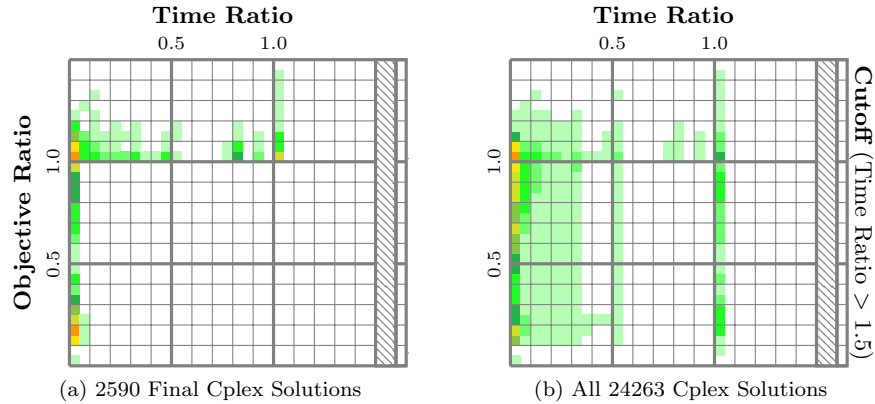 Time Ratio
0.5 1.0
Objective Ratio
1.0
0.5
(a) 2590 Final Cplex Solutions
Time Ratio
0.5 1.0
1.0
0.5
Cutoff (Time Ratio > 1.5)
(b) All 24263 Cplex Solutions